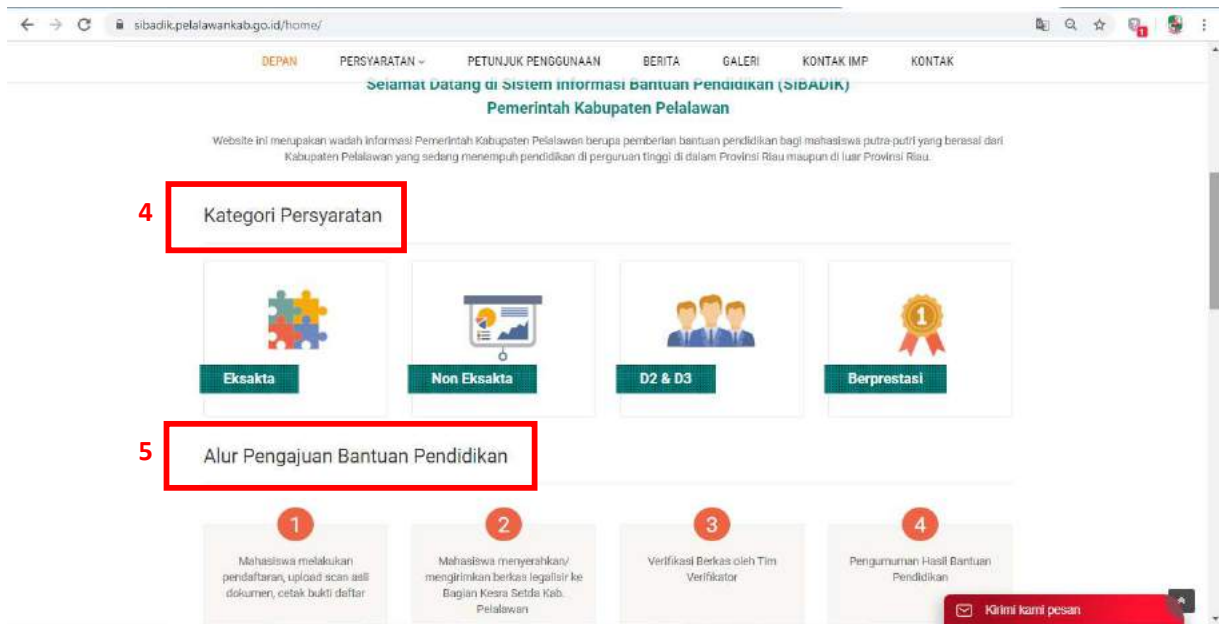 sibadik.pelalawankab.go.id/home/
1
DEPAN PERSYARATAN PETUNJUK PENGGUNAAN BERITA GALERI KONTAK IMP KONTAK
Selamat Datang di Sistem Informasi Bantuan Pendidikan (SIBADIK)
Pemerintah Kabupaten Pelalawan
Website ini merupakan wadah informasi Pemerintah Kabupaten Pelalawan berupa pemberian bantuan pendidikan bagi mahasiswa putra-putri yang berasal dari
Kabupaten Pelalawan yang sedang menempuh pendidikan di perguruan tinggi di dalam Provinsi Riau maupun di luar Provinsi Riau.
4 Kategori Persyaratan
1
Eksakta Non Eksakta D2 & D3 Berprestasi
5 Alur Pengajuan Bantuan Pendidikan
1
Mahasiswa melakukan
pendaftaran, upload scan asli
dokumen, cetak bukti daftar
2
Mahasiswa menyerahkan/
mengirimkan berkas legalisir ke
Bagian Kesra Setda Kab.
Pelalawan
3
Verifikasi Berkas oleh Tim
Verifikator
4
Pengumuman Hasil Bantuan
Pendidikan
Kirimi kami pesan